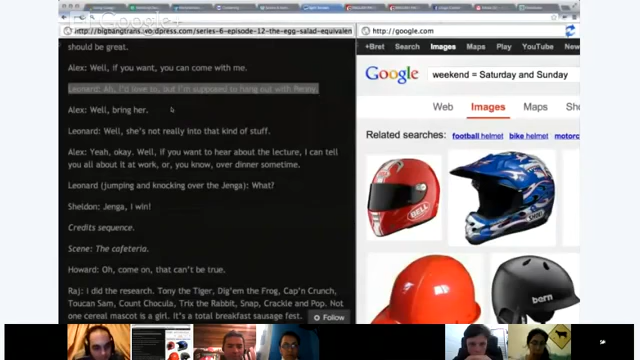 Google+
http://bigbangtrans.wordpress.com/series-6-episode-12-the-egg-salad-equivalen
should be great.
Alex: Well, if you want, you can come with me.
Leonard: Ah, I'd love to, but I'm supposed to hang out with Penny.
Alex: Well, bring her.
Leonard: Well, she's not really into that kind of stuff.
Alex: Yeah, okay. Well, if you want to hear about the lecture, I can tell
you all about it at work, or, you know, over dinner sometime.
Leonard (jumping and knocking over the Jenga): What?
Sheldon: Jenga, I win!
Credits sequence.
Scene: The cafeteria.
Howard: Oh, come on, that can't be true.
Raj: I did the research. Tony the Tiger, Dig'em the Frog, Cap'n Crunch,
Toucan Sam, Count Chocula, Trix the Rabbit, Snap, Crackle and Pop. Not
one cereal mascot is a girl. It's a total breakfast sausage fest.
Follow
http://google.com
+Bret Search Images Maps Play YouTube News
Google
weekend = Saturday and Sunday
Web Images Maps Sho
Related searches: football helmet bike helmet motorc
BELL
bern